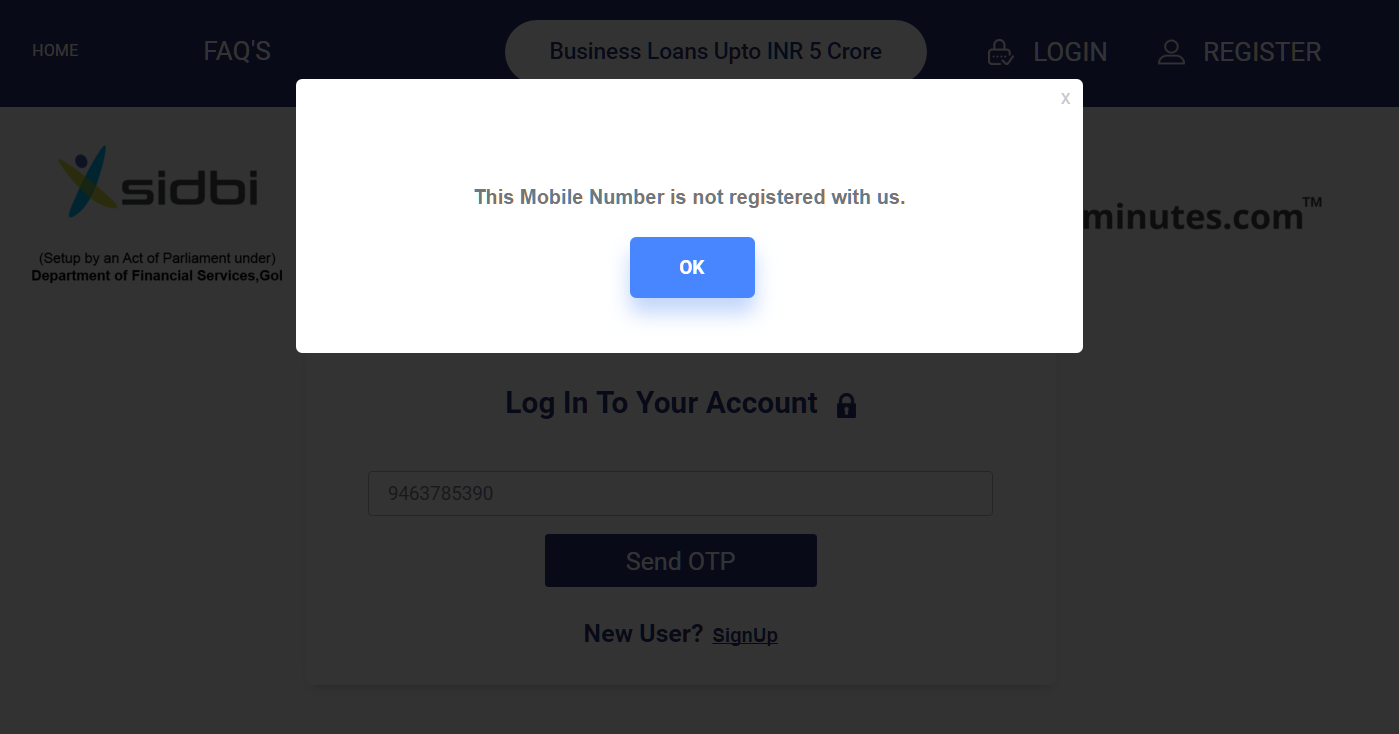 HOME
FAQ'S
Business Loans Upto INR 5 Crore
LOGIN
REGISTER
X
sidbi
(Setup by an Act of Parliament under)
Department of Financial Services,GoI
minutes.com™
This Mobile Number is not registered with us.
OK
Log In To Your Account
9463785390
Send OTP
New User? SignUp